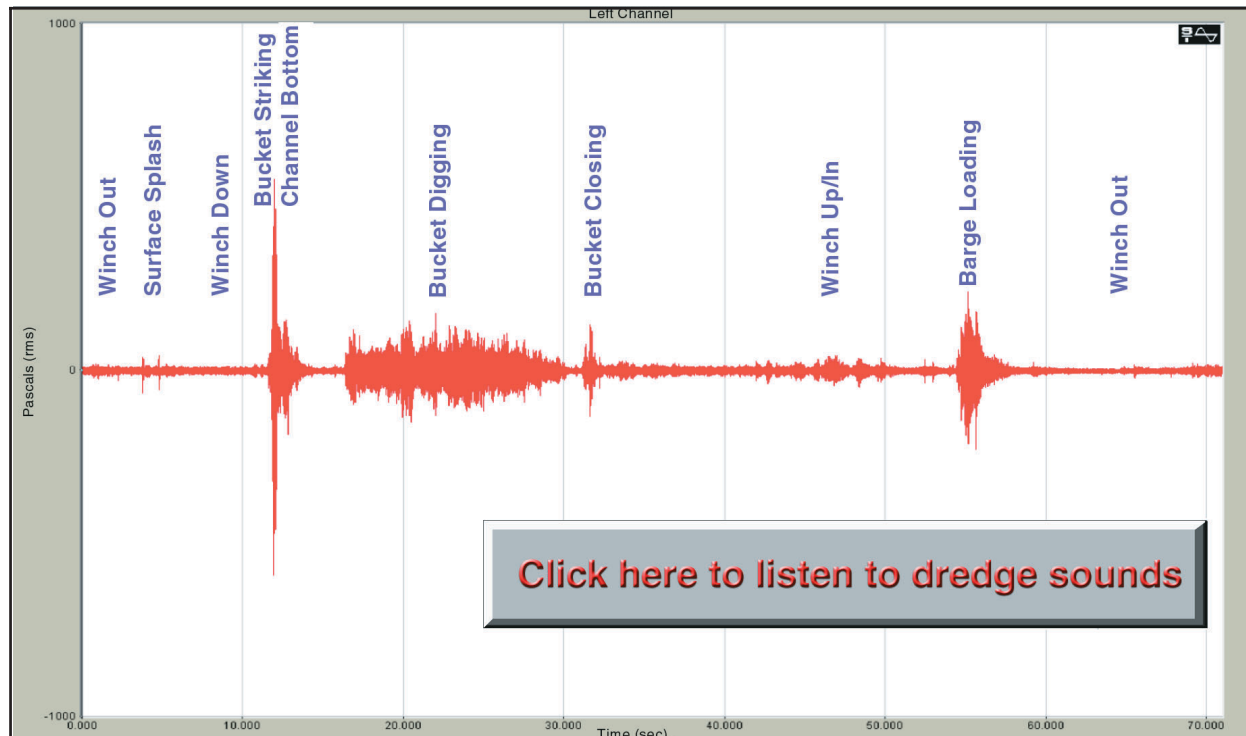 Left Channel
1000
Winch Out
Surface Splash
Winch Down
Bucket Striking
Channel Bottom
Bucket Digging
Bucket Closing
Winch Up/In
Barge Loading
Winch Out
Pascals (rms)
0
Click here to listen to dredge sounds
-1000
0.000 10.000 20.000 30.000 40.000 50.000 60.000 70.000
Time (sec)